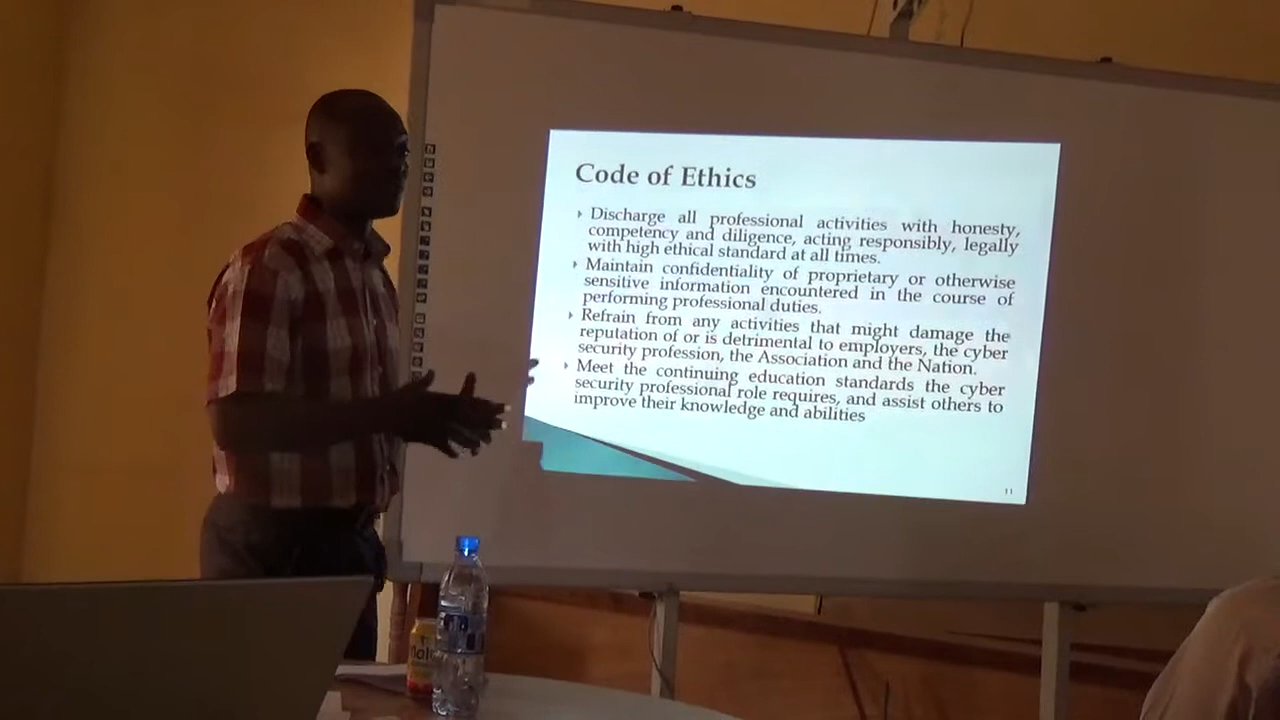 Code of Ethics
Discharge all professional activities with honesty,
competency and diligence, acting responsibly, legally
with high ethical standard at all times.
Maintain confidentiality of proprietary or otherwise
sensitive information encountered in the course of
performing professional duties.
Refrain from any activities that might damage the
reputation of or is detrimental to employers, the cyber
security profession, the Association and the Nation.
Meet the continuing education standards the cyber
security professional role requires, and assist others to
improve their knowledge and abilities
11